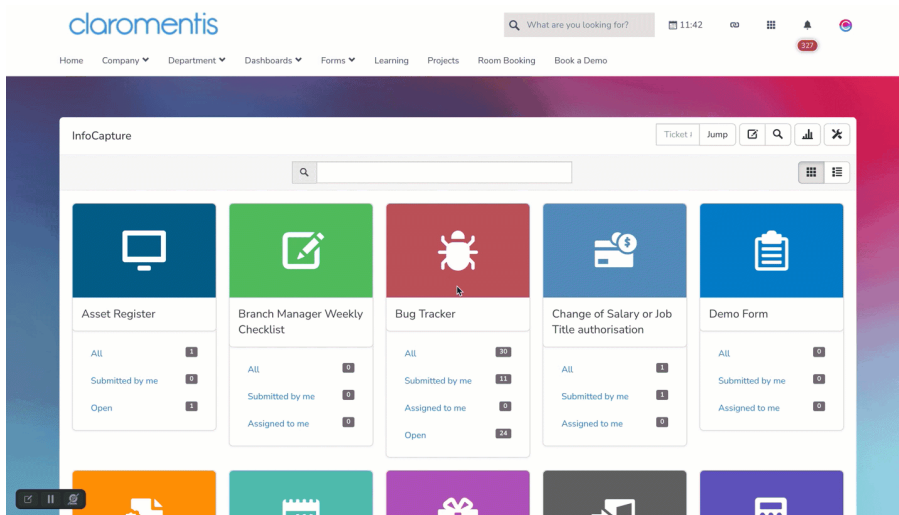 claromentis
What are you looking for?
11:42
327
Home Company Department Dashboards Forms Learning Projects Room Booking Book a Demo
InfoCapture
Ticket
Jump
Asset Register
All 1
Submitted by me 0
Open 1
Branch Manager Weekly
Checklist
All 0
Submitted by me 0
Assigned to me 0
Bug Tracker
All 30
Submitted by me 11
Assigned to me 0
Open 24
Change of Salary or Job
Title authorisation
All 1
Submitted by me 1
Assigned to me 0
Demo Form
All 0
Submitted by me 0
Assigned to me 0